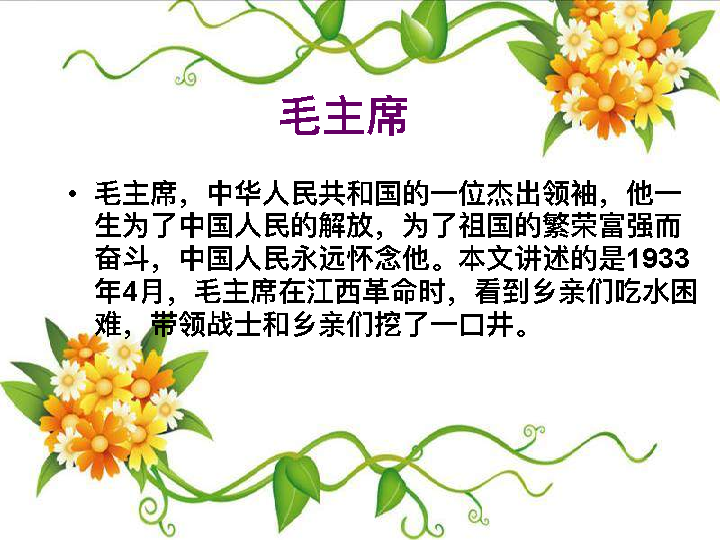 毛主席
• 毛主席，中华人民共和国的一位杰出领袖，他一
生为了中国人民的解放，为了祖国的繁荣富强而
奋斗，中国人民永远怀念他。本文讲述的是1933
年4月，毛主席在江西革命时，看到乡亲们吃水困
难，带领战士和乡亲们挖了一口井。